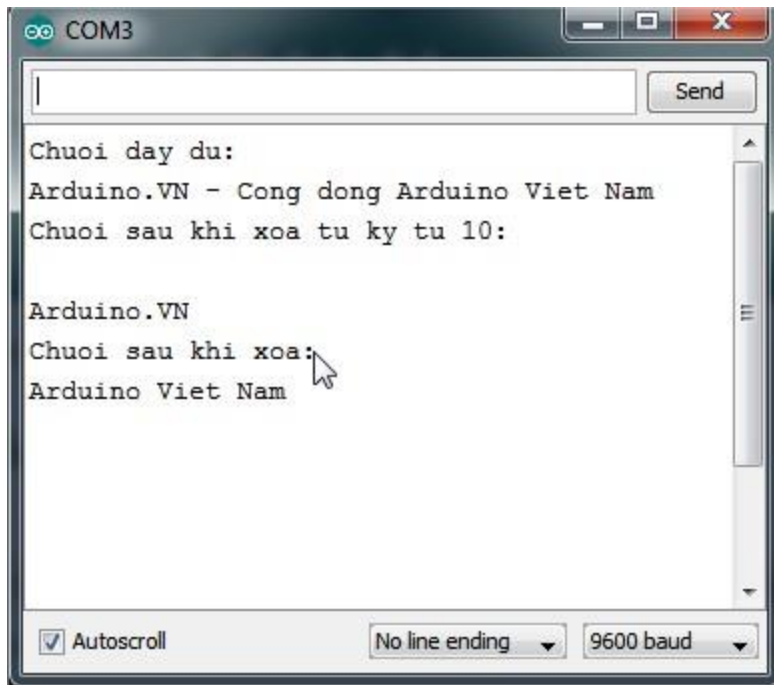 COM3
Send
Chuoi day du:
Arduino.VN - Cong dong Arduino Viet Nam
Chuoi sau khi xoa tu ky tu 10:
Arduino.VN
Chuoi sau khi xoa:
Arduino Viet Nam
Autoscroll
No line ending
9600 baud